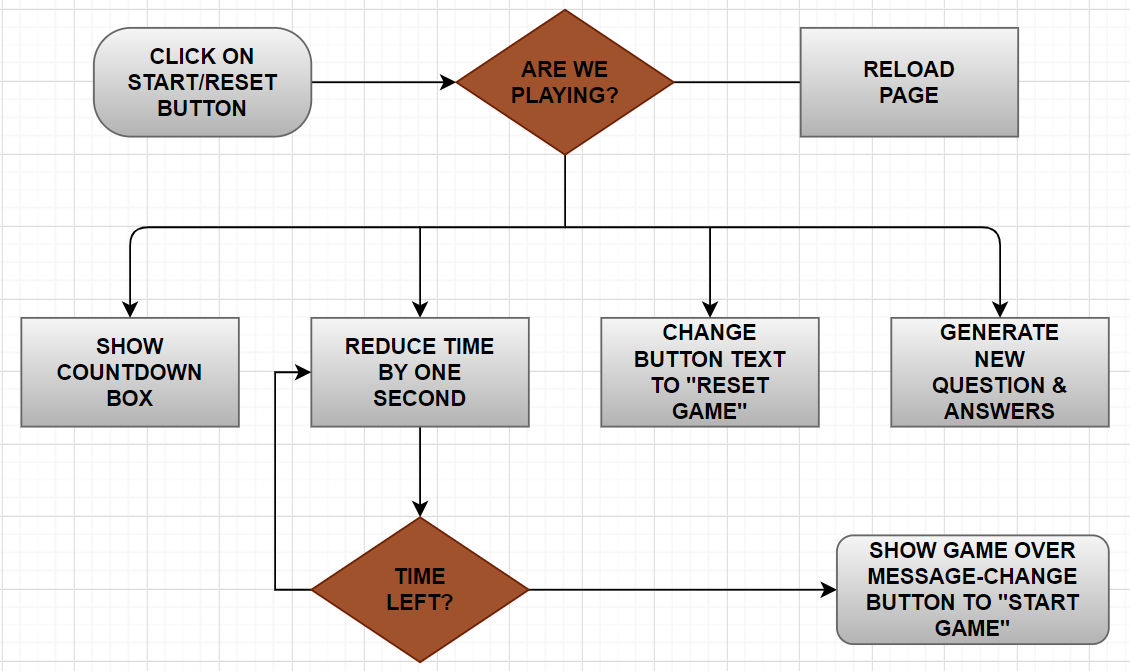 CLICK ON
START/RESET
BUTTON
ARE WE
PLAYING?
RELOAD
PAGE
SHOW
COUNTDOWN
BOX
REDUCE TIME
BY ONE
SECOND
CHANGE
BUTTON TEXT
TO "RESET
GAME"
GENERATE
NEW
QUESTION &
ANSWERS
TIME
LEFT?
SHOW GAME OVER
MESSAGE-CHANGE
BUTTON TO "START
GAME"